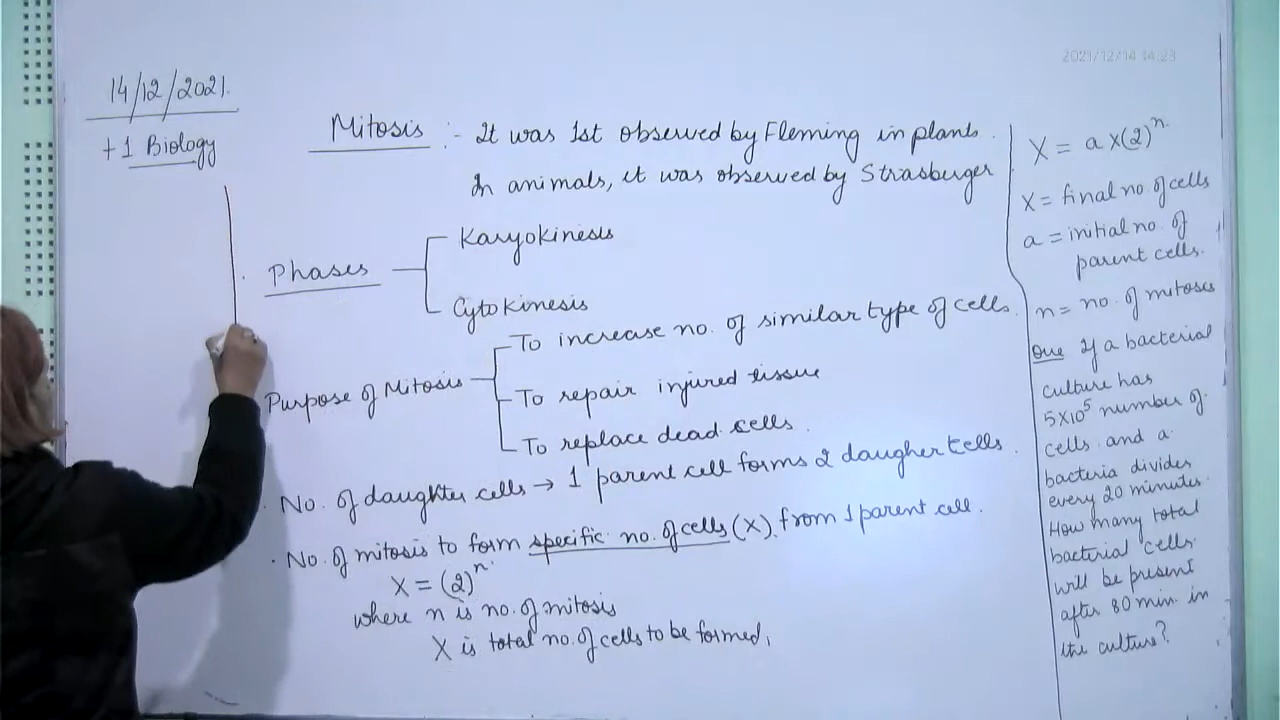 2021/12/14 14:23
14/12/2021.
+1 Biology
Mitosis :- It was 1st observed by Fleming in plants.
In animals, it was observed by Strasburger
Phases
Karyokinesis
Cytokinesis
Purpose of Mitosis
To increase no. of similar type of cells.
To repair injured tissue
To replace dead cells.
No. of daughter cells → 1 parent cell forms 2 daugher cells.
· No. of mitosis to form specific no. of cells (X) from 1 parent cell.
X = (2)ⁿ
where n is no. of mitosis
X is total no. of cells to be formed,
X = a x(2)ⁿ
X = final no. of cells
a = initial no. of
parent cells.
n = no. of mitoses
Que If a bacterial
culture has
5X10⁵ number of
cells and a
bacteria divides
every 20 minutes.
How many total
bacterial cells
will be present
after 80 min. in
the culture?